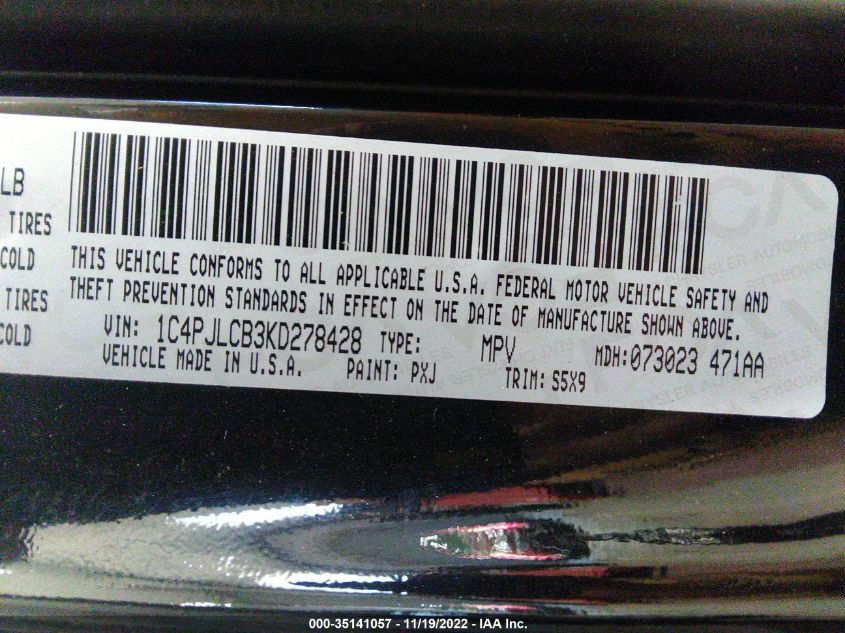 LB
TIRES
COLD
TIRES
COLD
THIS VEHICLE CONFORMS TO ALL APPLICABLE U.S.A. FEDERAL MOTOR VEHICLE SAFETY AND
THEFT PREVENTION STANDARDS IN EFFECT ON THE DATE OF MANUFACTURE SHOWN ABOVE.
VIN: 1C4PJLCB3KD278428 TYPE: MPV MDH:073023 471AA
VEHICLE MADE IN U.S.A. PAINT: PXJ TRIM: S5X9
000-35141057 - 11/19/2022 - IAA Inc.